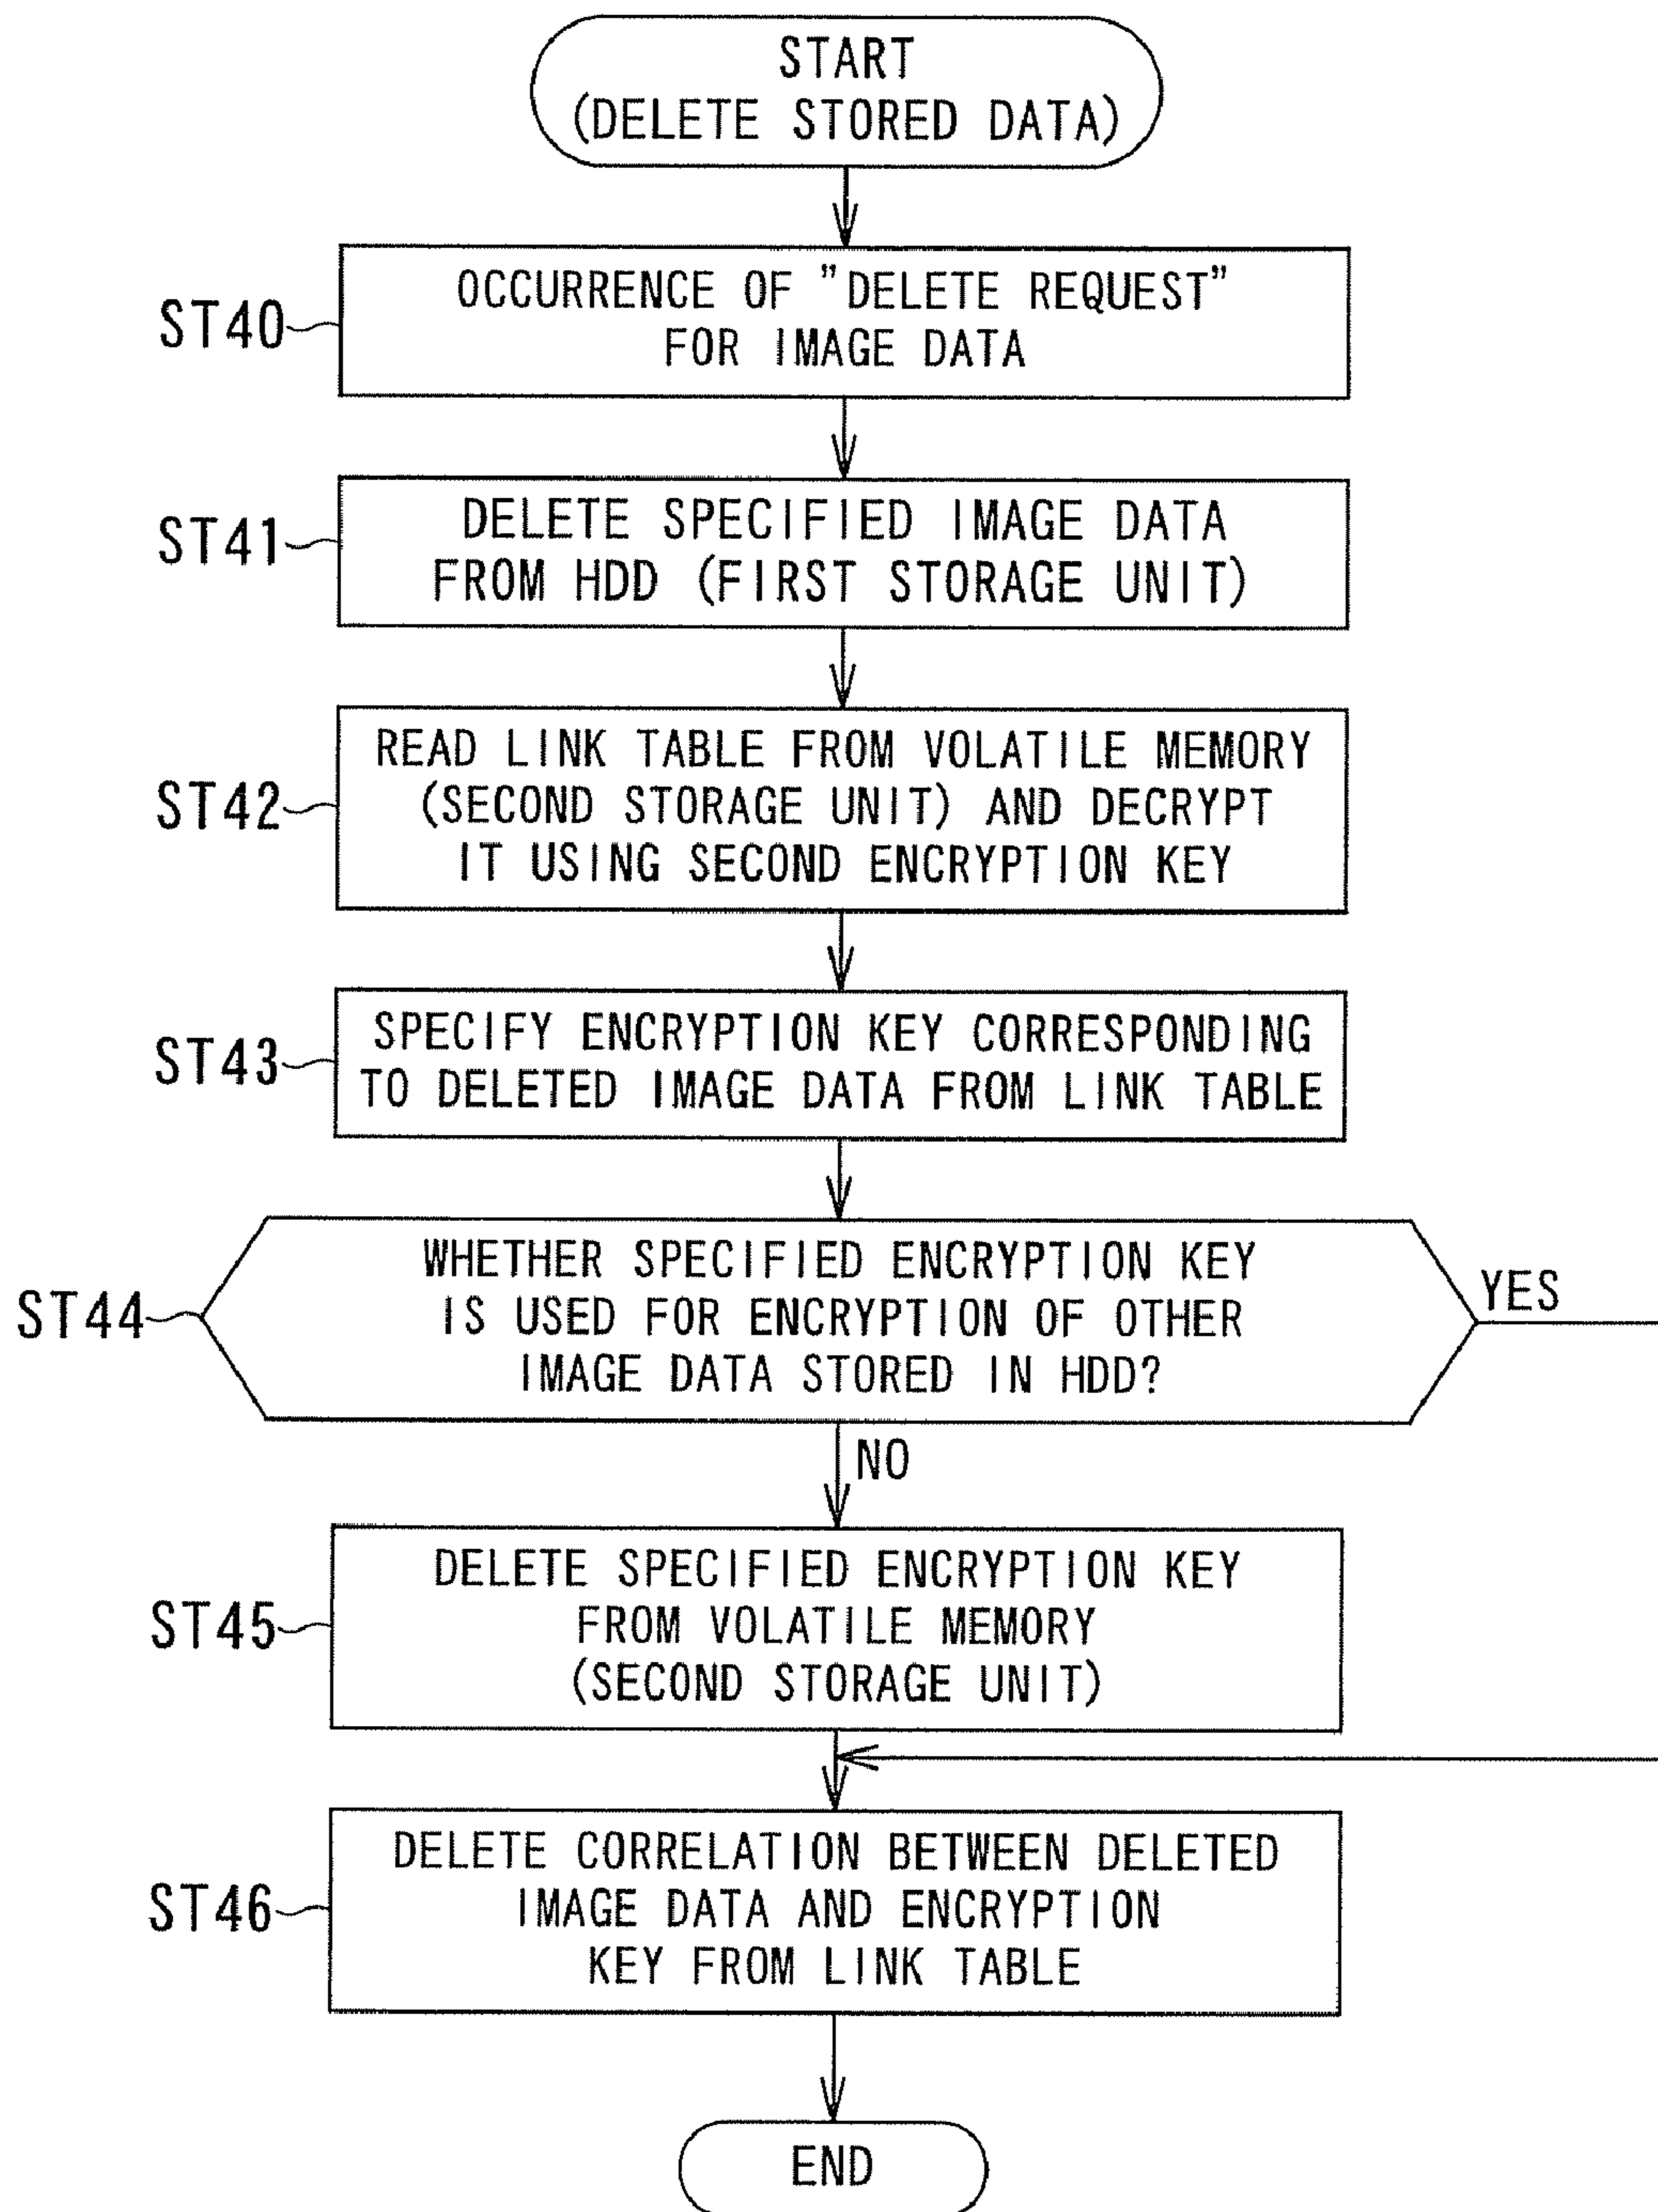 START
(DELETE STORED DATA)
ST40
OCCURRENCE OF "DELETE REQUEST"
FOR IMAGE DATA
ST41
DELETE SPECIFIED IMAGE DATA
FROM HDD (FIRST STORAGE UNIT)
ST42
READ LINK TABLE FROM VOLATILE MEMORY
(SECOND STORAGE UNIT) AND DECRYPT
IT USING SECOND ENCRYPTION KEY
ST43
SPECIFY ENCRYPTION KEY CORRESPONDING
TO DELETED IMAGE DATA FROM LINK TABLE
ST44
WHETHER SPECIFIED ENCRYPTION KEY
IS USED FOR ENCRYPTION OF OTHER
IMAGE DATA STORED IN HDD?
YES
NO
ST45
DELETE SPECIFIED ENCRYPTION KEY
FROM VOLATILE MEMORY
(SECOND STORAGE UNIT)
ST46
DELETE CORRELATION BETWEEN DELETED
IMAGE DATA AND ENCRYPTION
KEY FROM LINK TABLE
END